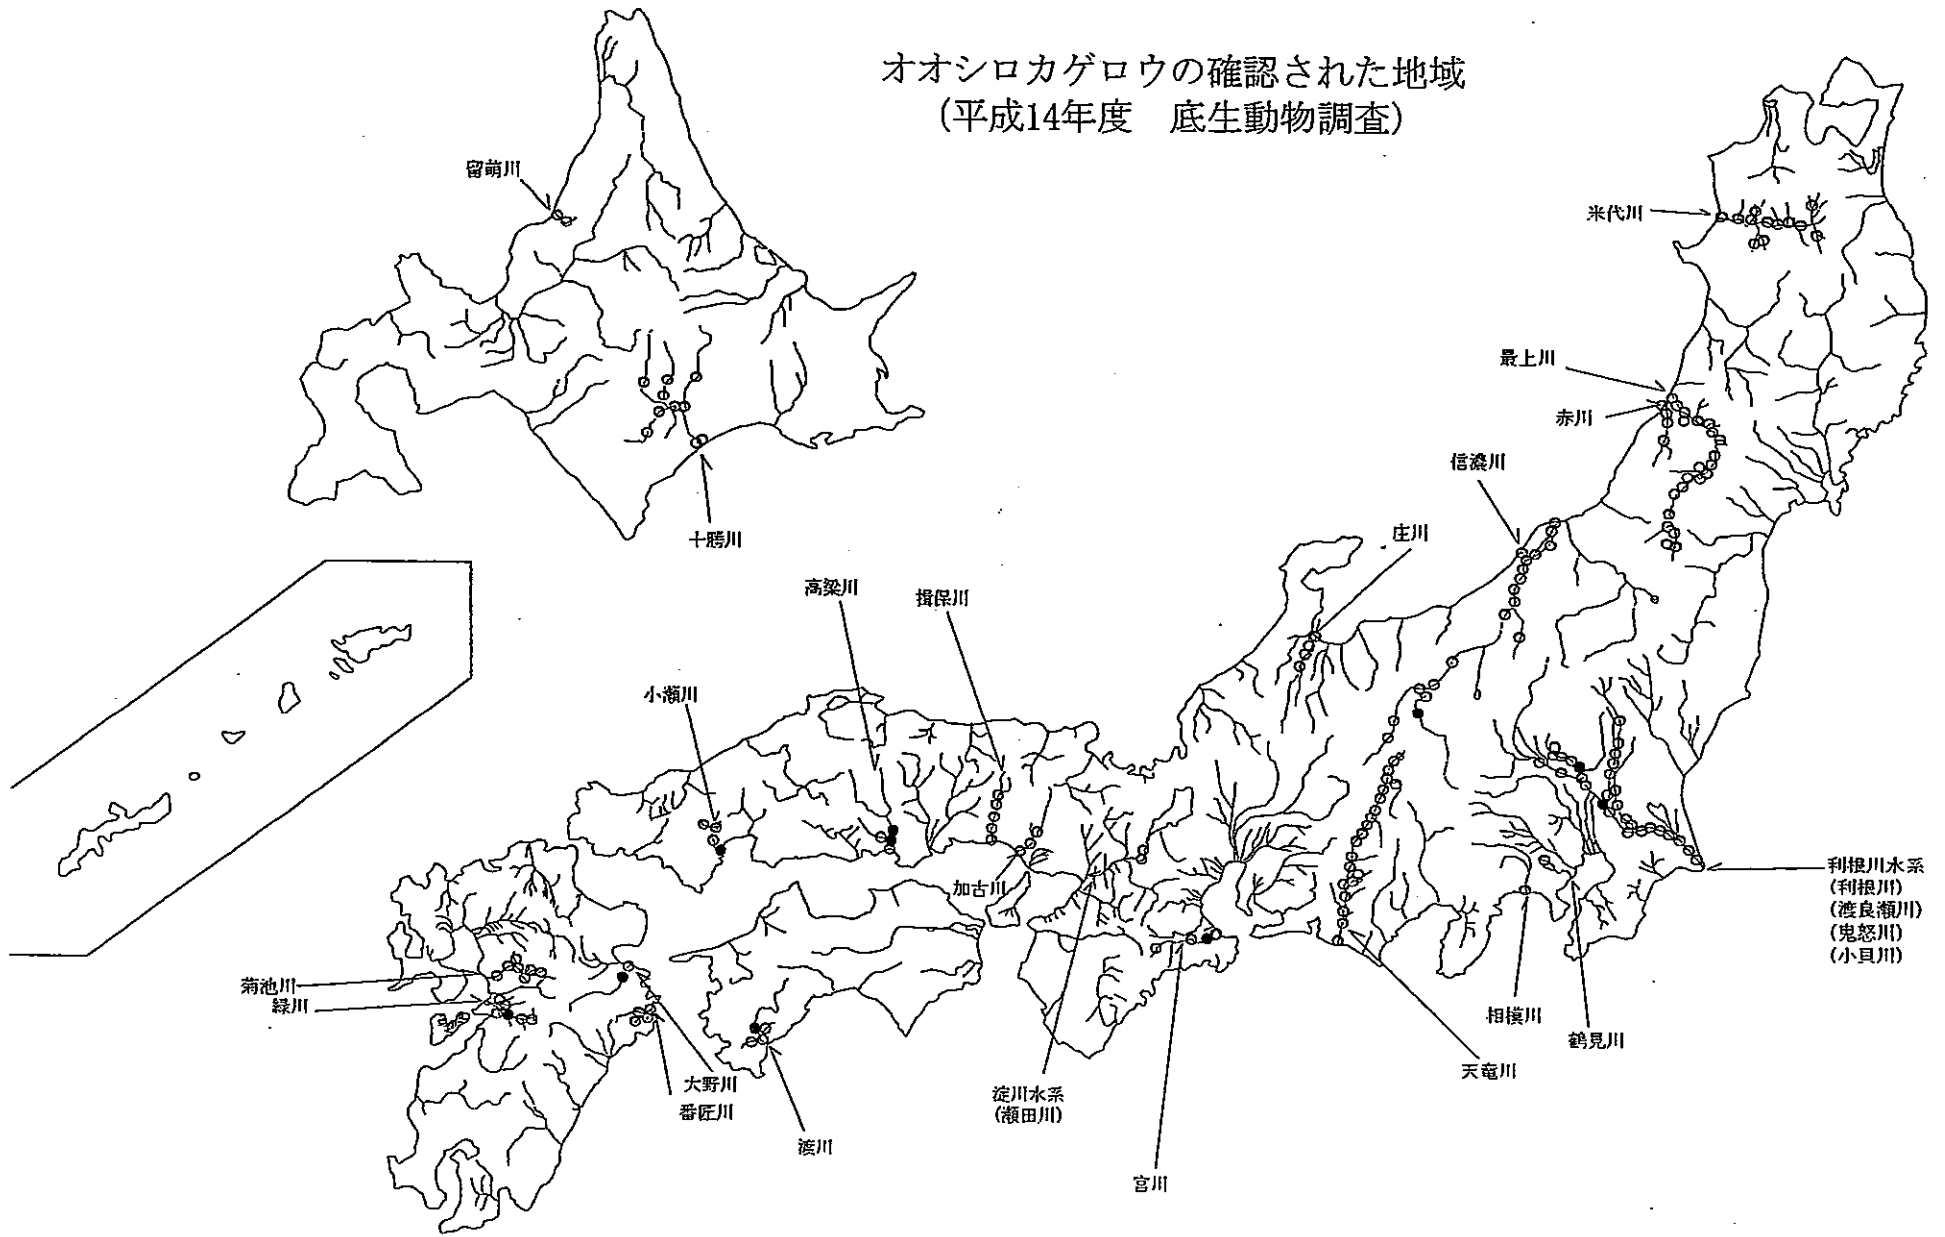 オオシロカゲロウの確認された地域
(平成14年度　底生動物調査)
留萌川
米代川
最上川
赤川
信濃川
庄川
十勝川
高梁川
揖保川
小瀬川
加古川
利根川水系
(利根川)
(渡良瀬川)
(鬼怒川)
(小貝川)
菊池川
緑川
相模川
鶴見川
天竜川
大野川
番匠川
淀川水系
(瀬田川)
渡川
宮川